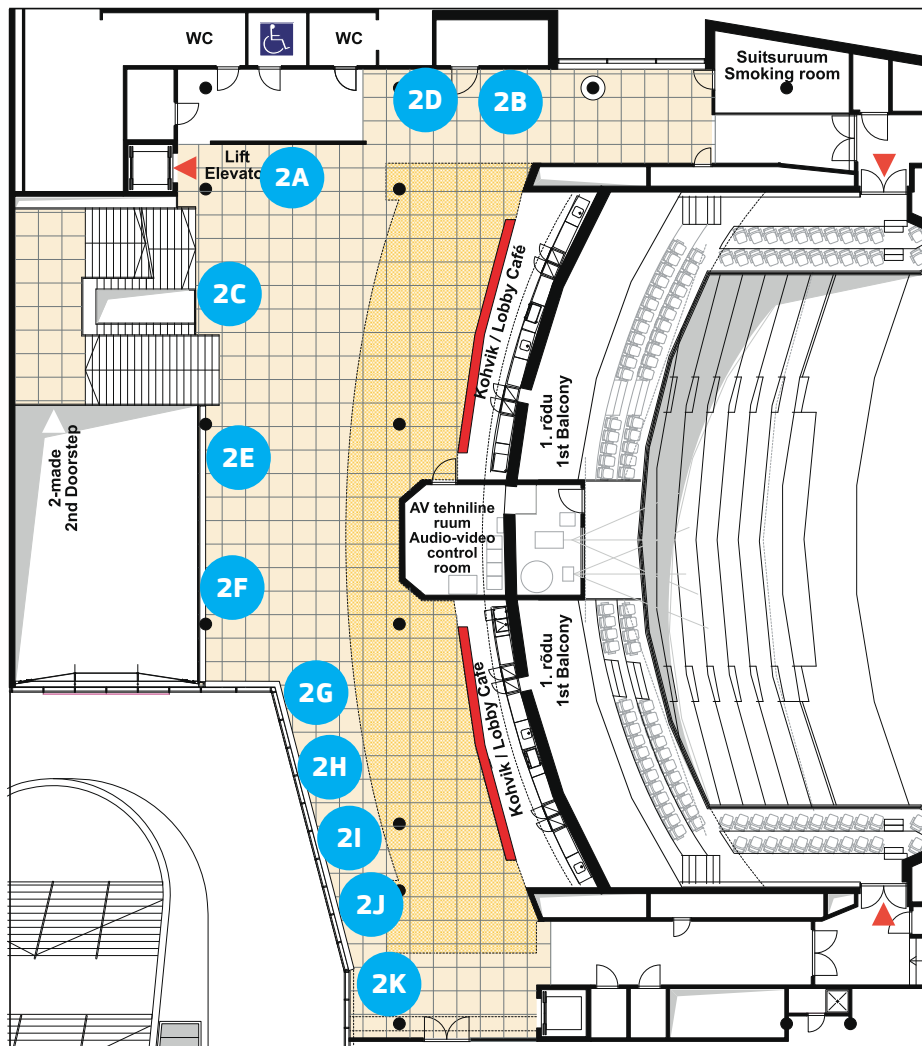 WC
WC
Suitsuruum
Smoking room
2D
2B
Lift
Elevato
2A
2C
Kohvik / Lobby Café
1. rõdu
1st Balcony
2-made
2nd Doorstep
2E
AV tehniline
ruum
Audio-video
control
room
2F
Kohvik / Lobby Café
1. rõdu
1st Balcony
2G
2H
2I
2J
2K